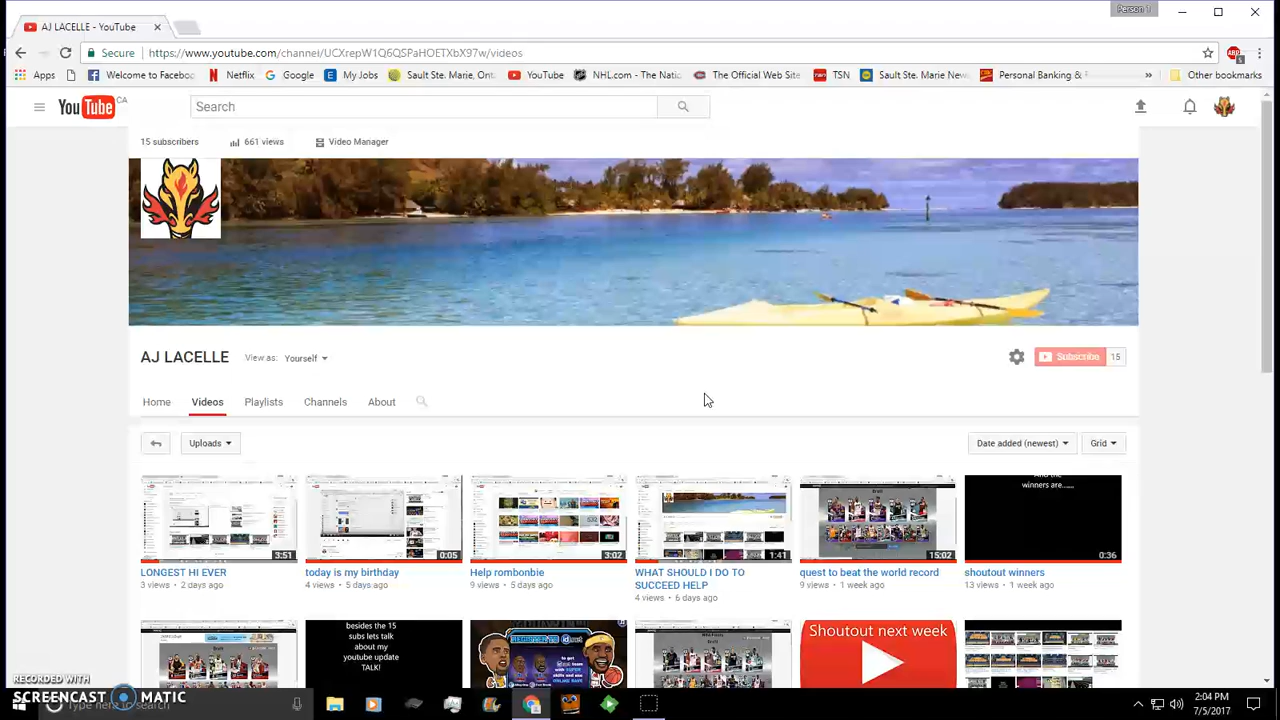 Person 1
AJ LACELLE - YouTube
Secure https://www.youtube.com/channel/UCXrepW1Q6QSPaHOETXbX97w/videos
Apps Welcome to Facebo Netflix Google My Jobs Sault Ste. Marie, Ont YouTube NHL.com - The Natio The Official Web Site TSN Sault Ste. Marie New Personal Banking & » Other bookmarks
YouTube CA Search
15 subscribers 661 views Video Manager
AJ LACELLE View as: Yourself Subscribe 15
Home Videos Playlists Channels About
Uploads Date added (newest) Grid
the winners are....
3:51 0:05 3:02 1:41 15:02 0:36
LONGEST HI EVER today is my birthday Help rombonbie WHAT SHOULD I DO TO quest to beat the world record shoutout winners
3 views • 2 days ago 4 views • 5 days ago 9 views • 5 days ago SUCCEED HELP 9 views • 1 week ago 13 views • 1 week ago
4 views • 6 days ago
besides the 15
subs lets talk
about my
youtube update
TALK!
Shoutout next week
RECORDED WITH
SCREENCAST MATIC
Type here to search
2:04 PM
7/5/2017